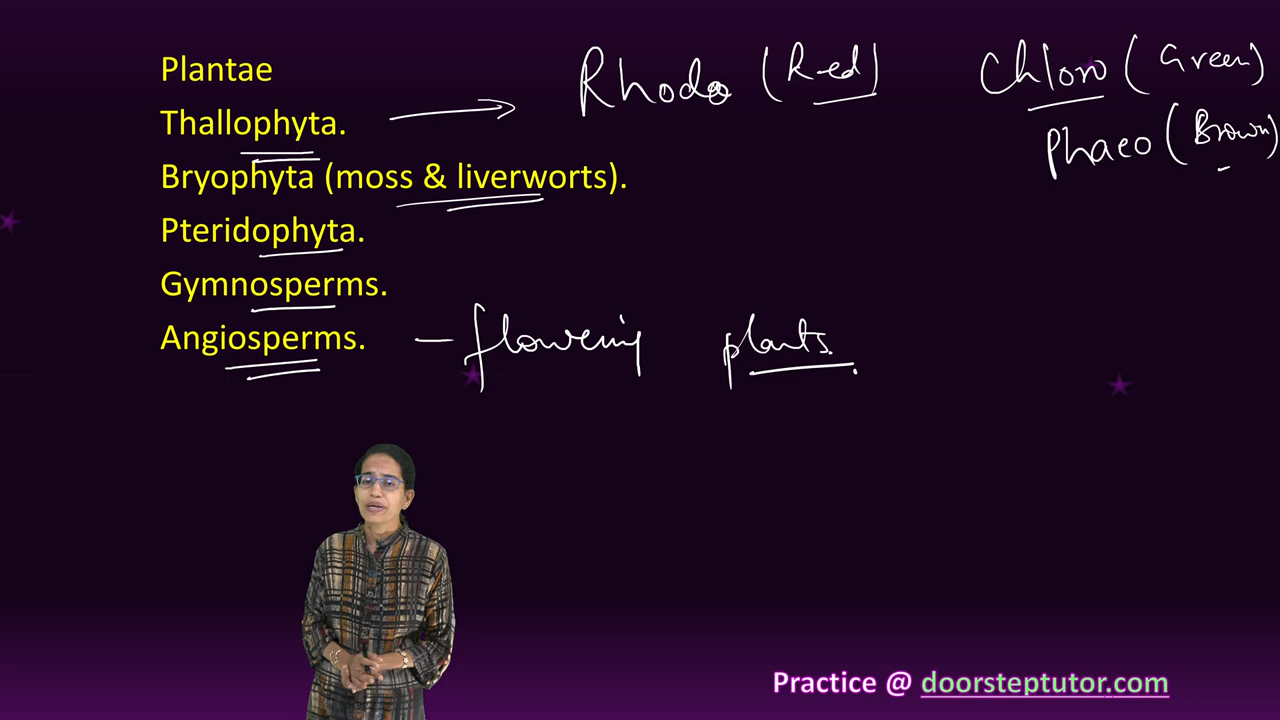 Plantae
Thallophyta. → Rhodo (Red) Chloro (Green)
Phaeo (Brown)
Bryophyta (moss & liverworts).
Pteridophyta.
Gymnosperms.
Angiosperms. – flowering plants.
Practice @ doorsteptutor.com